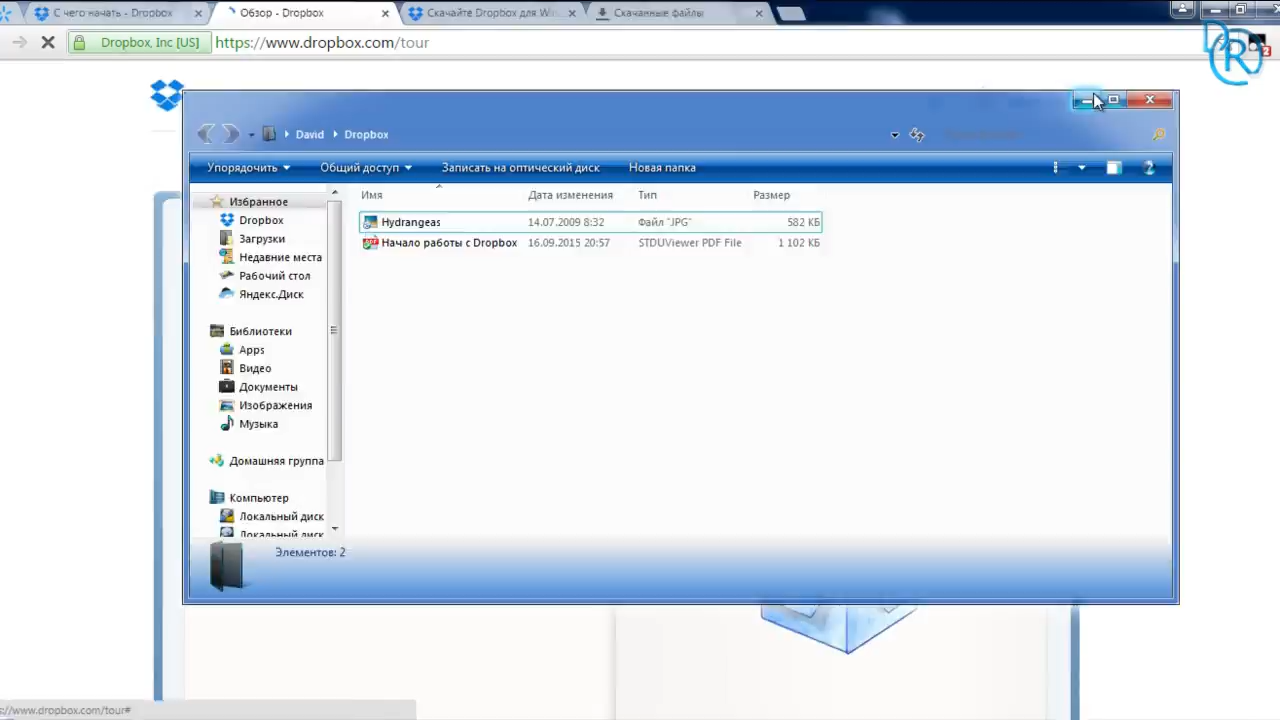 С чего начать - Dropbox
Обзор - Dropbox
Скачайте Dropbox для Win
Скачанные файлы
Dropbox, Inc [US]
https://www.dropbox.com/tour
2
David
Dropbox
Упорядочить
Общий доступ
Записать на оптический диск
Новая папка
Имя
Дата изменения
Тип
Размер
Hydrangeas 14.07.2009 8:32 Файл "JPG" 582 КБ
Начало работы с Dropbox 16.09.2015 20:57 STDUViewer PDF File 1 102 КБ
Избранное
Dropbox
Загрузки
Недавние места
Рабочий стол
Яндекс.Диск
Библиотеки
Apps
Видео
Документы
Изображения
Музыка
Домашняя группа
Компьютер
Локальный диск
Локальный диск
Элементов: 2
s://www.dropbox.com/tour#